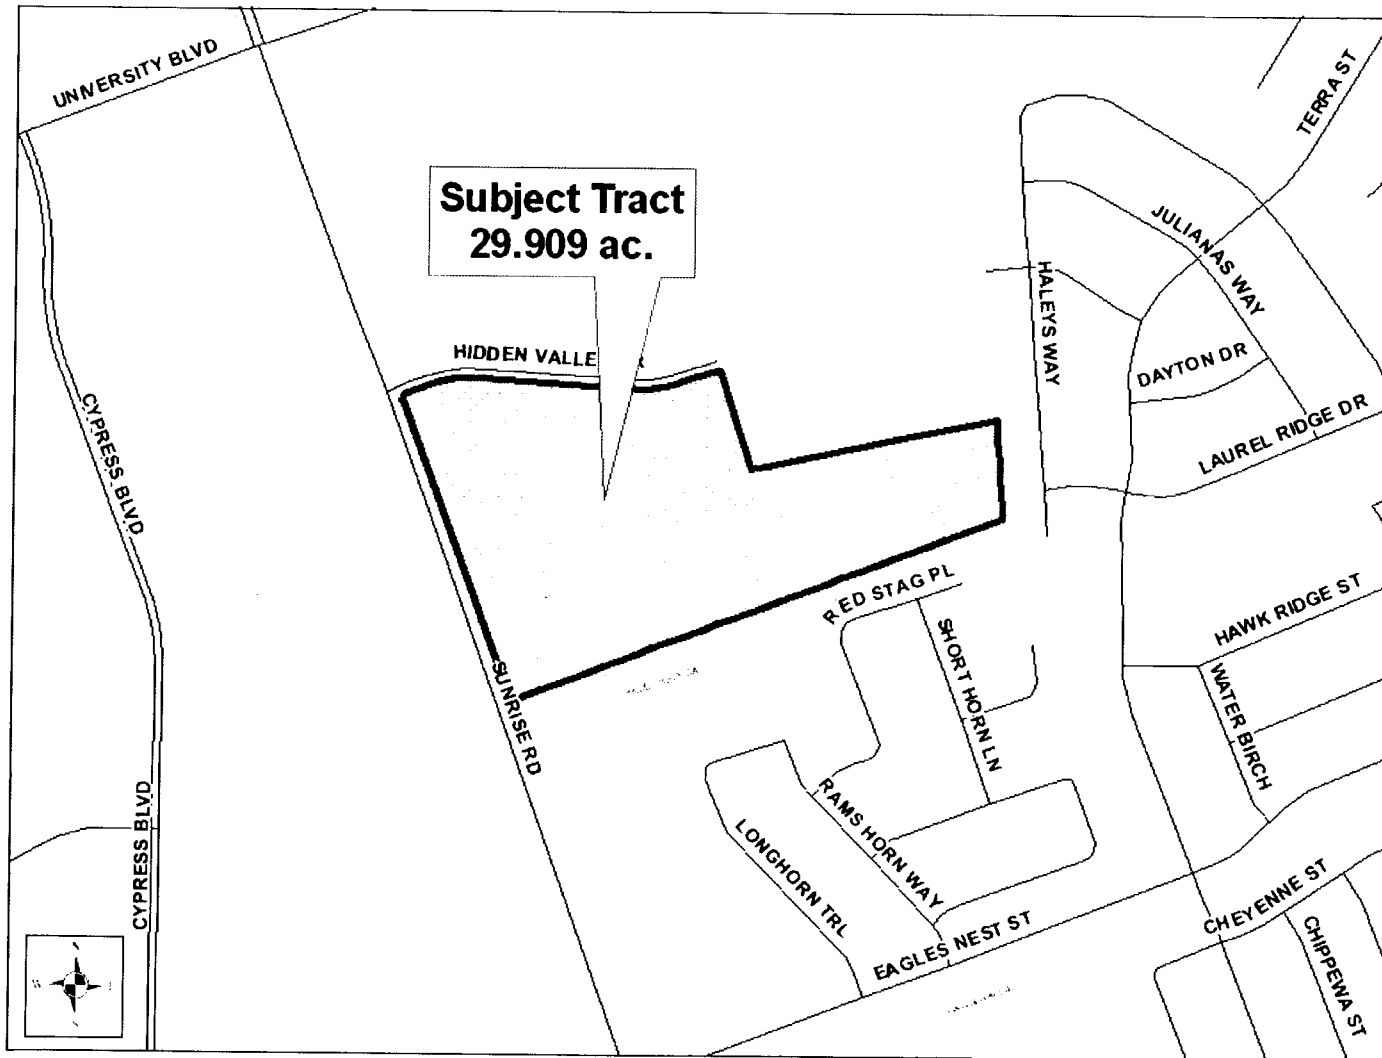 UNIVERSITY BLVD
TERRA ST
Subject Tract
29.909 ac.
JULIANAS WAY
HALEYS WAY
HIDDEN VALLE
DAYTON DR
CYPRESS BLVD
LAUREL RIDGE DR
RED STAG PL
HAWK RIDGE ST
SHORT HORN LN
SUNRISE RD
WATER BIRCH
CYPRESS BLVD
RAMS HORN WAY
LONGHORN TRL
EAGLES NEST ST
CHEYENNE ST
CHIPPEWA ST
W